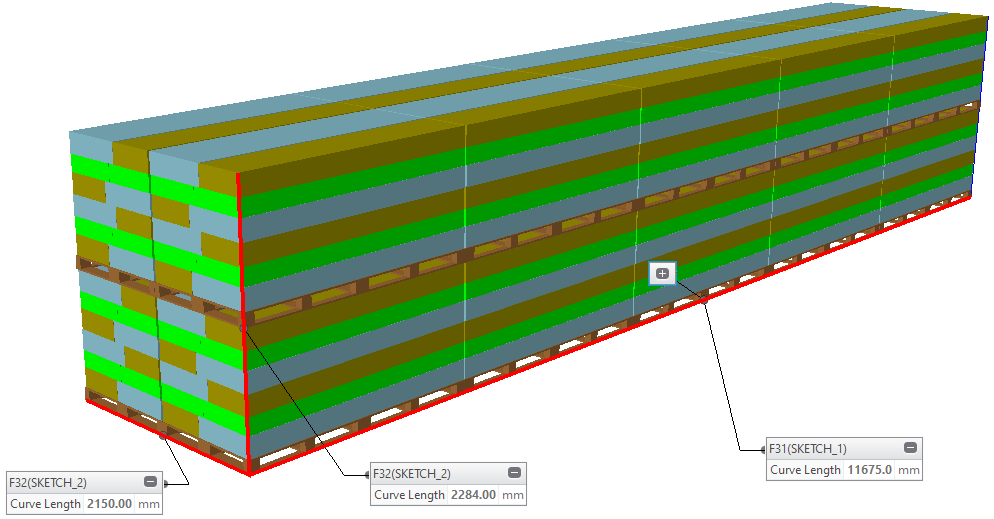 F31(SKETCH_1)
Curve Length 11675.0 mm
F32(SKETCH_2)
Curve Length 2284.00 mm
F32(SKETCH_2)
Curve Length 2150.00 mm